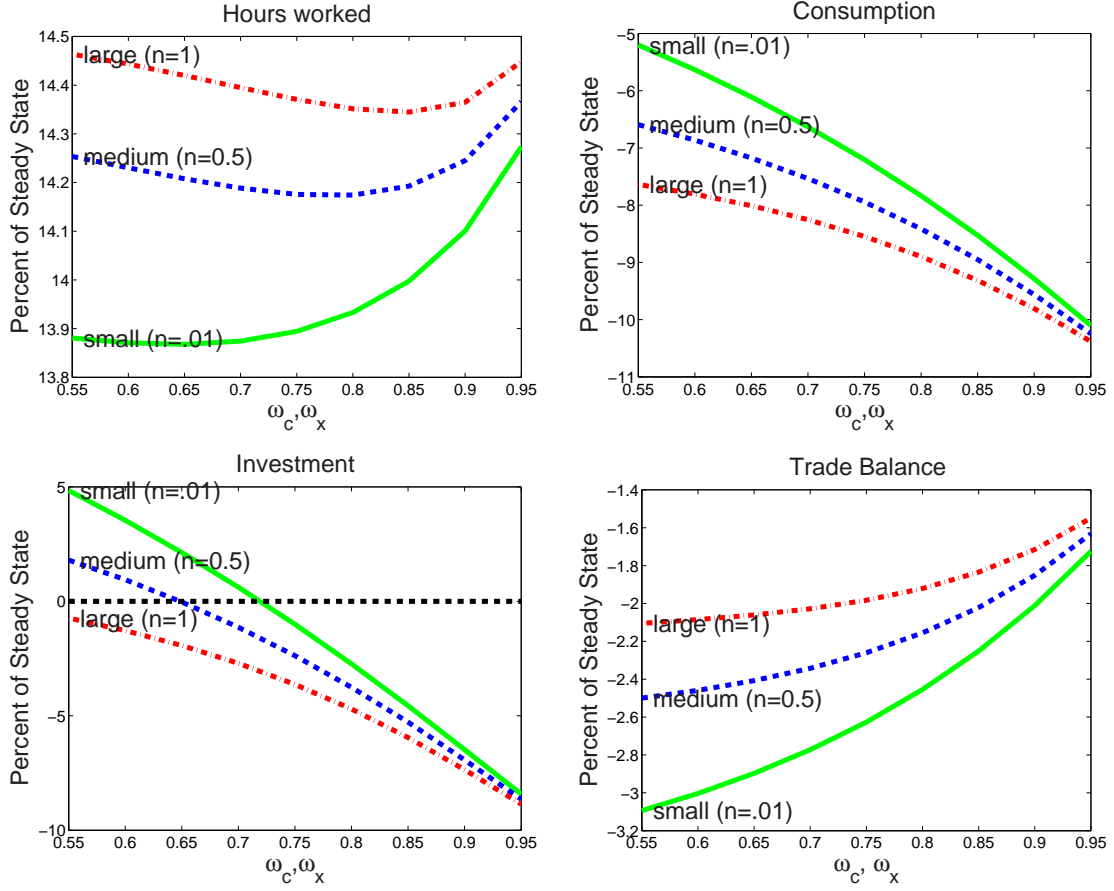 Hours worked
Percent of Steady State
14.5
14.4
14.3
14.2
14.1
14
13.9
13.8
large (n=1)
medium (n=0.5)
small (n=.01)
0.55 0.6 0.65 0.7 0.75 0.8 0.85 0.9 0.95
ω_c,ω_x
Consumption
Percent of Steady State
−5
−6
−7
−8
−9
−10
−11
small (n=.01)
medium (n=0.5)
large (n=1)
0.55 0.6 0.65 0.7 0.75 0.8 0.85 0.9 0.95
ω_c,ω_x
Investment
Percent of Steady State
5
0
−5
−10
small (n=.01)
medium (n=0.5)
large (n=1)
0.55 0.6 0.65 0.7 0.75 0.8 0.85 0.9 0.95
ω_c,ω_x
Trade Balance
Percent of Steady State
−1.4
−1.6
−1.8
−2
−2.2
−2.4
−2.6
−2.8
−3
−3.2
large (n=1)
medium (n=0.5)
small (n=.01)
0.55 0.6 0.65 0.7 0.75 0.8 0.85 0.9 0.95
ω_c, ω_x